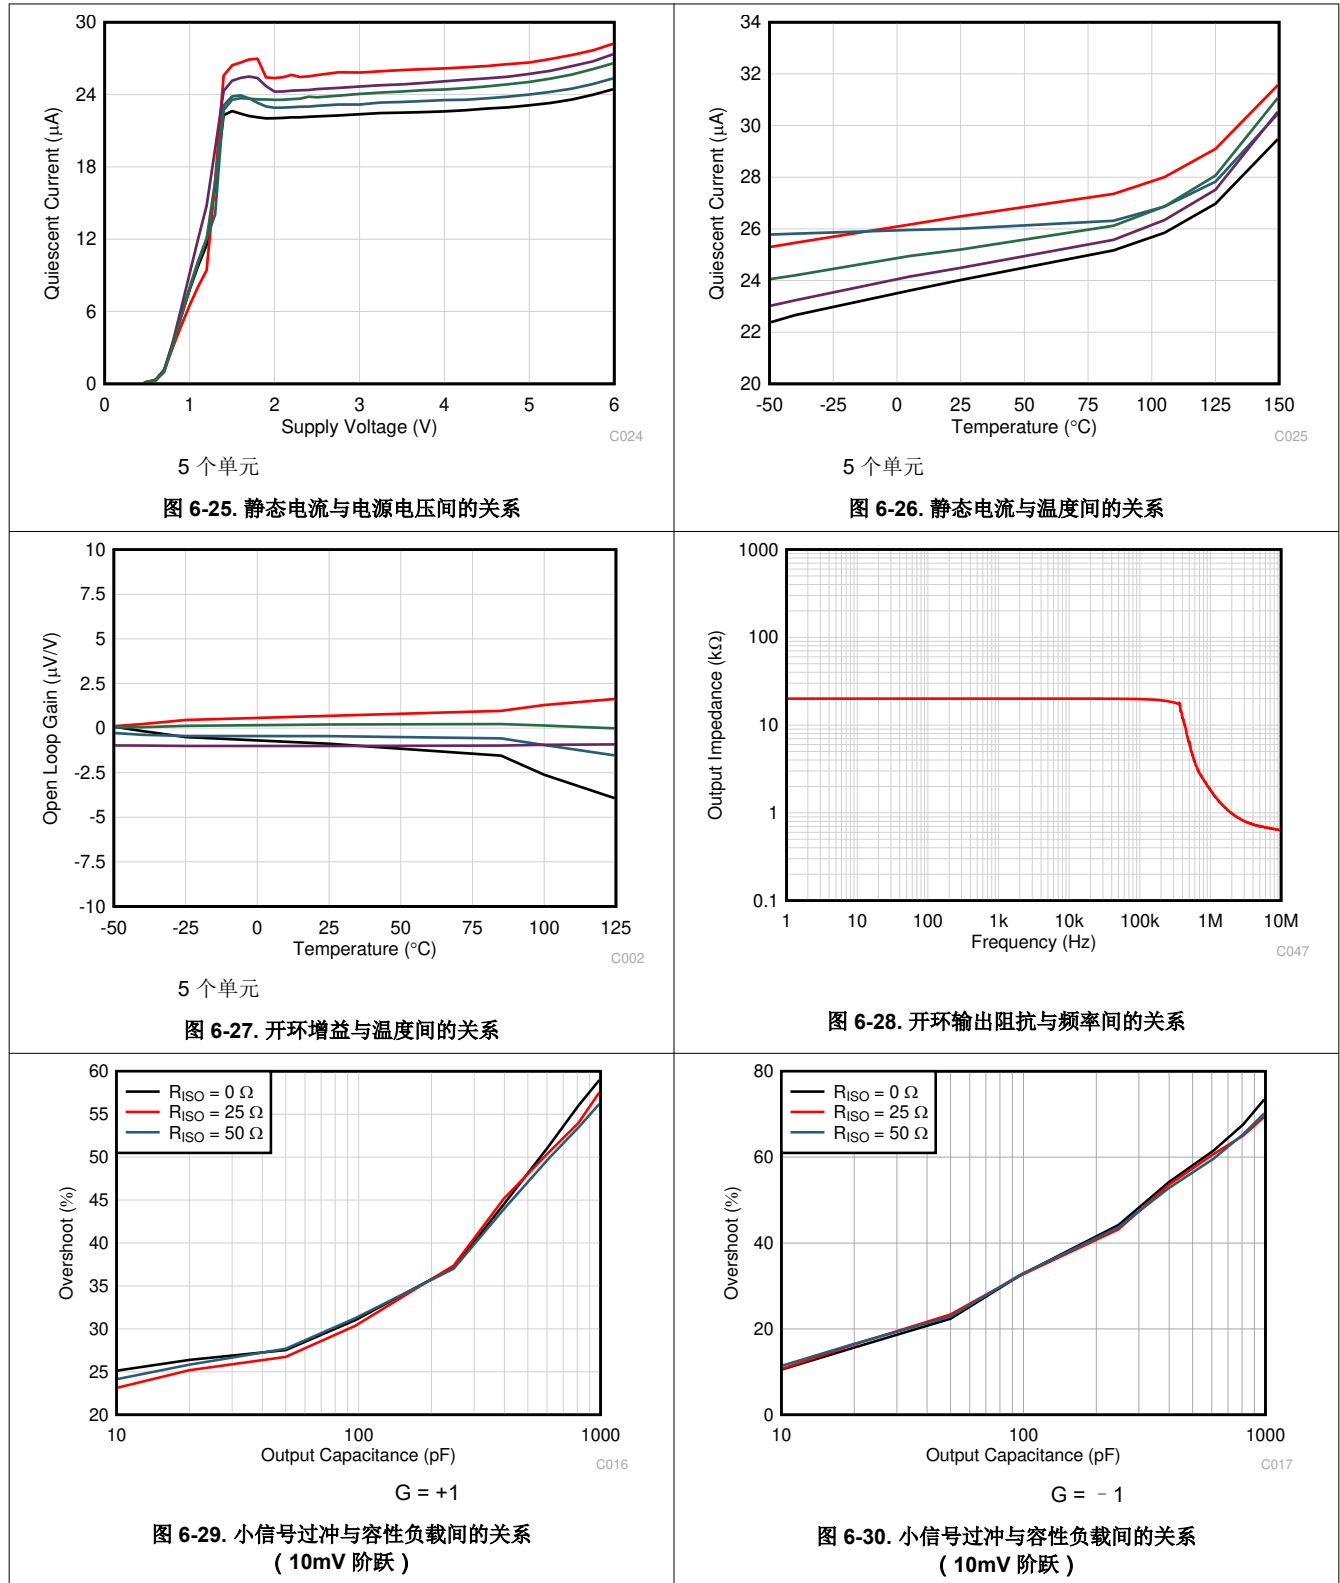 30
24
18
12
6
0
Quiescent Current (µA)
0 1 2 3 4 5 6
Supply Voltage (V)
C024
5 个单元
图 6-25. 静态电流与电源电压间的关系
34
32
30
28
26
24
22
20
Quiescent Current (µA)
-50 -25 0 25 50 75 100 125 150
Temperature (°C)
C025
5 个单元
图 6-26. 静态电流与温度间的关系
10
7.5
5
2.5
0
-2.5
-5
-7.5
-10
Open Loop Gain (µV/V)
-50 -25 0 25 50 75 100 125
Temperature (°C)
C002
5 个单元
图 6-27. 开环增益与温度间的关系
1000
100
10
1
0.1
Output Impedance (kΩ)
1 10 100 1k 10k 100k 1M 10M
Frequency (Hz)
C047
图 6-28. 开环输出阻抗与频率间的关系
60
55
50
45
40
35
30
25
20
Overshoot (%)
RISO = 0 Ω
RISO = 25 Ω
RISO = 50 Ω
10 100 1000
Output Capacitance (pF)
C016
G = +1
图 6-29. 小信号过冲与容性负载间的关系
（10mV 阶跃）
80
60
40
20
0
Overshoot (%)
RISO = 0 Ω
RISO = 25 Ω
RISO = 50 Ω
10 100 1000
Output Capacitance (pF)
C017
G = －1
图 6-30. 小信号过冲与容性负载间的关系
（10mV 阶跃）